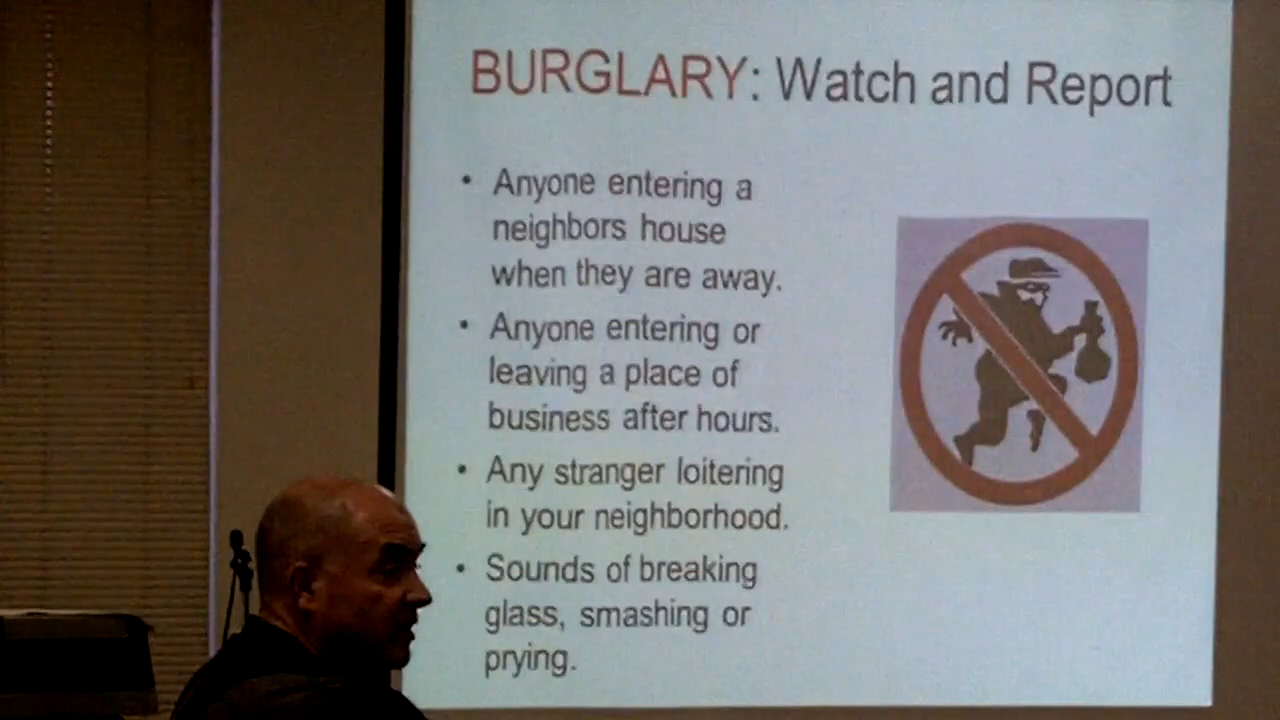 BURGLARY: Watch and Report
• Anyone entering a
neighbors house
when they are away.
• Anyone entering or
leaving a place of
business after hours.
• Any stranger loitering
in your neighborhood.
• Sounds of breaking
glass, smashing or
prying.